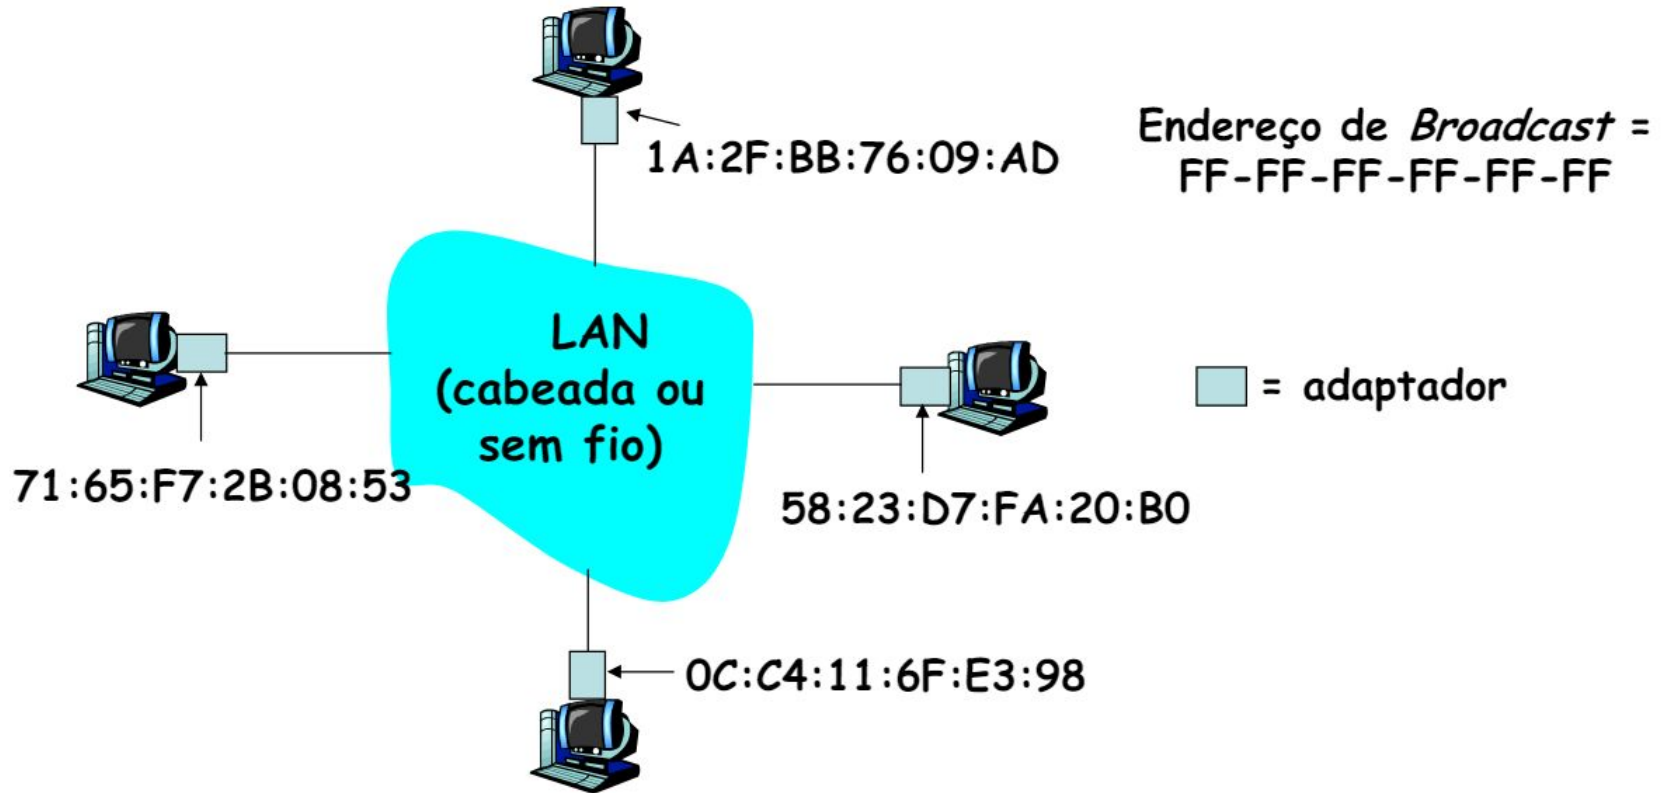 1A:2F:BB:76:09:AD
Endereço de Broadcast =
FF-FF-FF-FF-FF-FF
LAN
(cabeada ou
sem fio)
= adaptador
71:65:F7:2B:08:53
58:23:D7:FA:20:B0
0C:C4:11:6F:E3:98